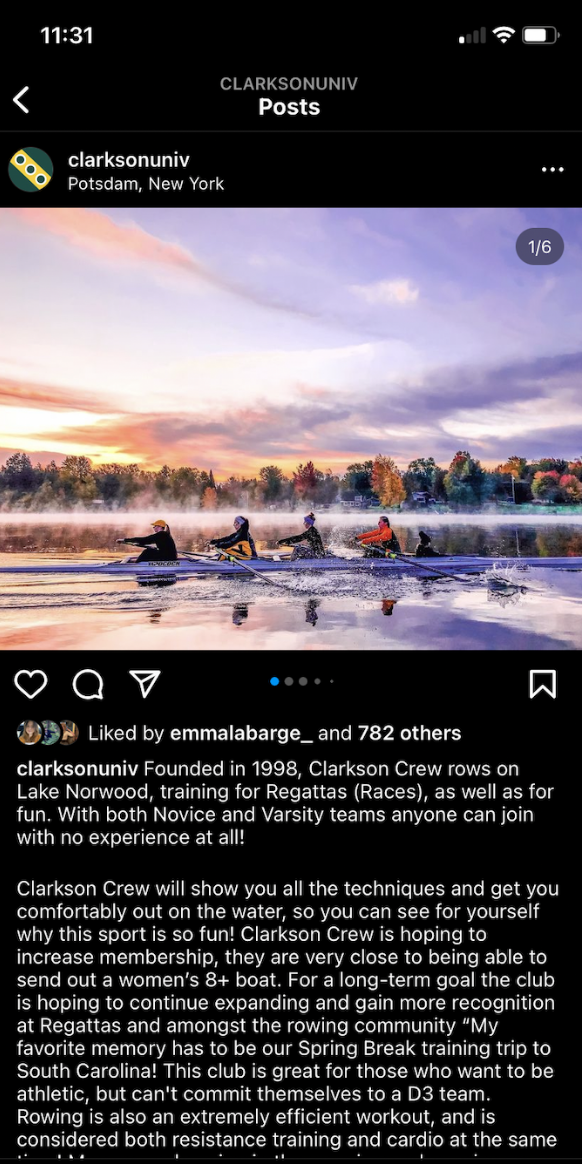 11:31
CLARKSONUNIV
Posts
clarksonuniv
Potsdam, New York
1/6
Liked by emmalabarge_ and 782 others
clarksonuniv Founded in 1998, Clarkson Crew rows on
Lake Norwood, training for Regattas (Races), as well as for
fun. With both Novice and Varsity teams anyone can join
with no experience at all!
Clarkson Crew will show you all the techniques and get you
comfortably out on the water, so you can see for yourself
why this sport is so fun! Clarkson Crew is hoping to
increase membership, they are very close to being able to
send out a women’s 8+ boat. For a long-term goal the club
is hoping to continue expanding and gain more recognition
at Regattas and amongst the rowing community “My
favorite memory has to be our Spring Break training trip to
South Carolina! This club is great for those who want to be
athletic, but can't commit themselves to a D3 team.
Rowing is also an extremely efficient workout, and is
considered both resistance training and cardio at the same